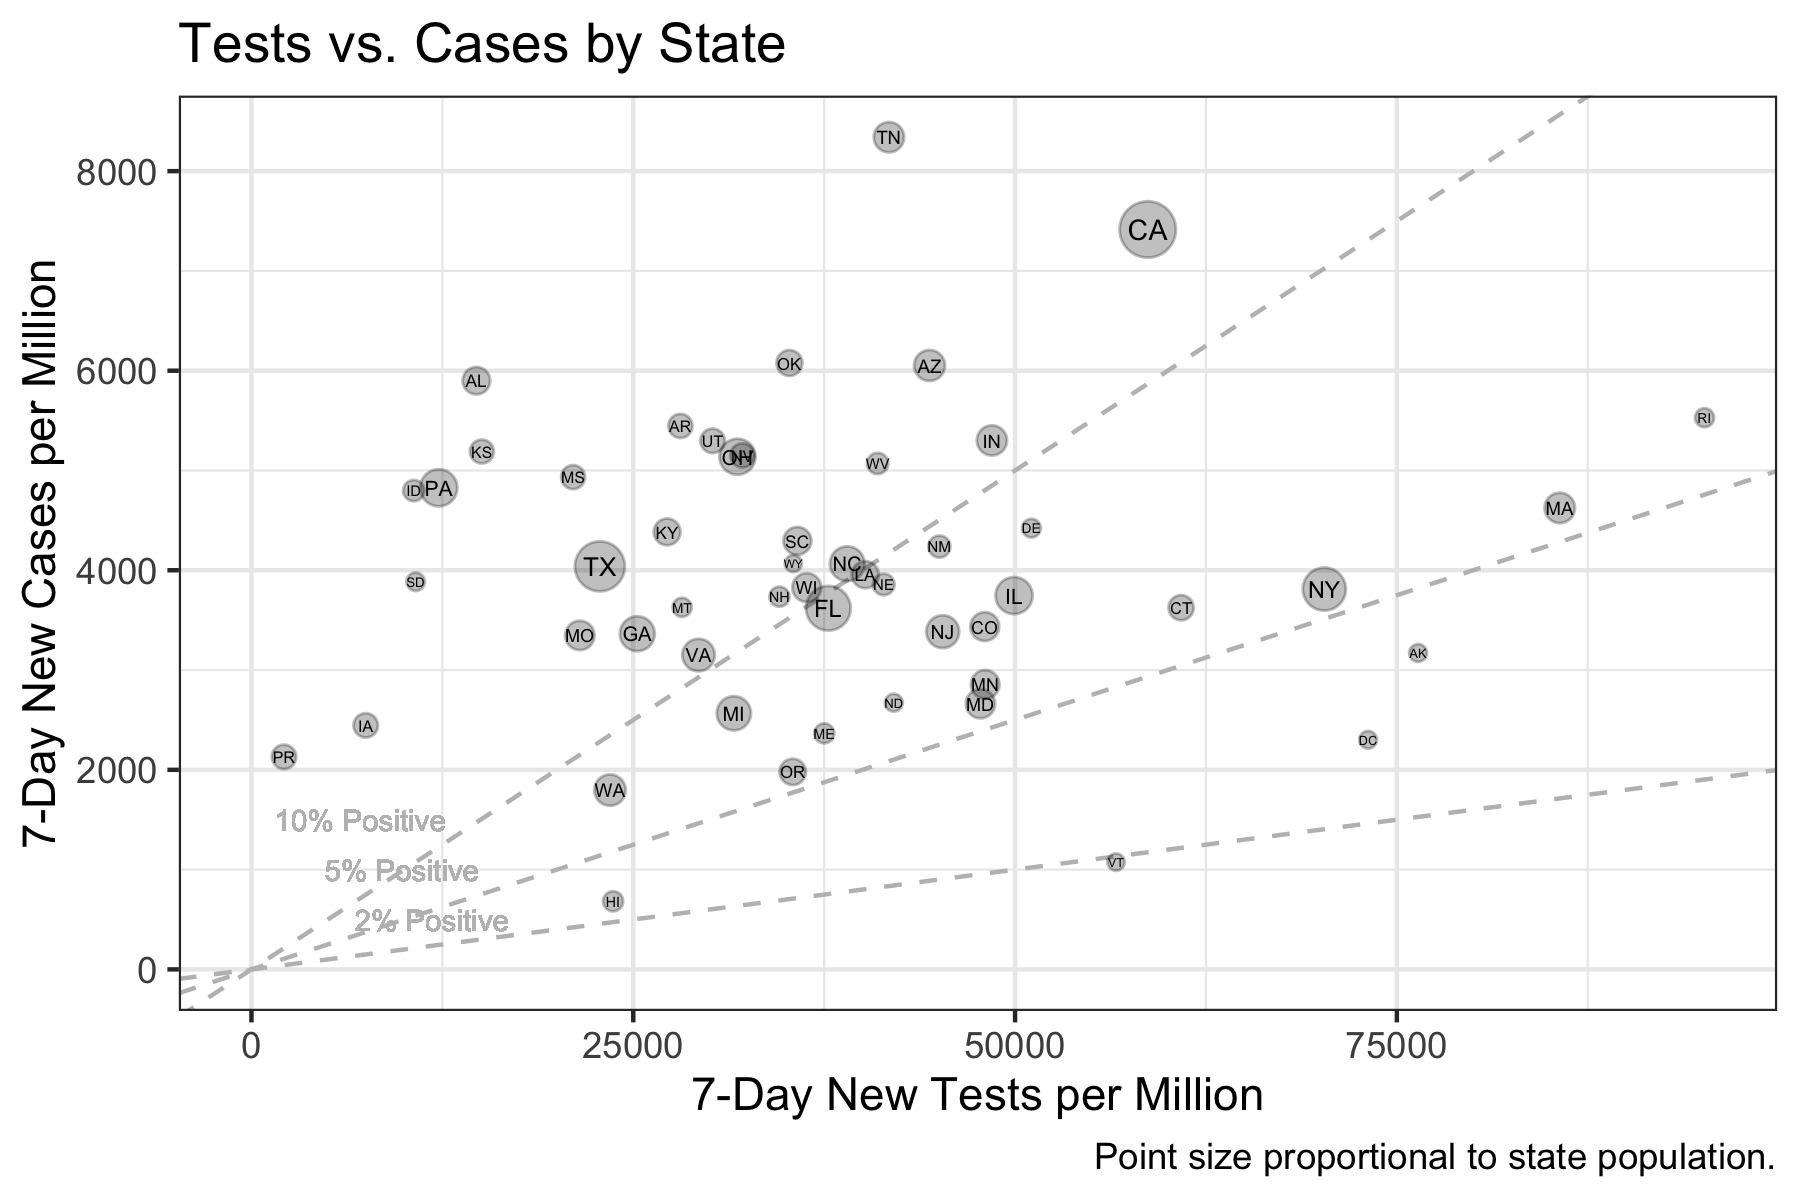 Tests vs. Cases by State
7-Day New Cases per Million
8000
6000
4000
2000
0
TN
CA
OK
AZ
AL
RI
AR
UT
IN
KS
OH
NV
WV
MS
ID
PA
MA
DE
KY
SC
NM
WY
NC
TX
LA
SD
NE
WI
NY
NH
IL
FL
MT
CT
CO
MO
GA
NJ
VA
AK
MN
ND
MD
MI
IA
ME
DC
PR
OR
WA
10% Positive
5% Positive
VT
HI
2% Positive
0
25000
50000
75000
7-Day New Tests per Million
Point size proportional to state population.